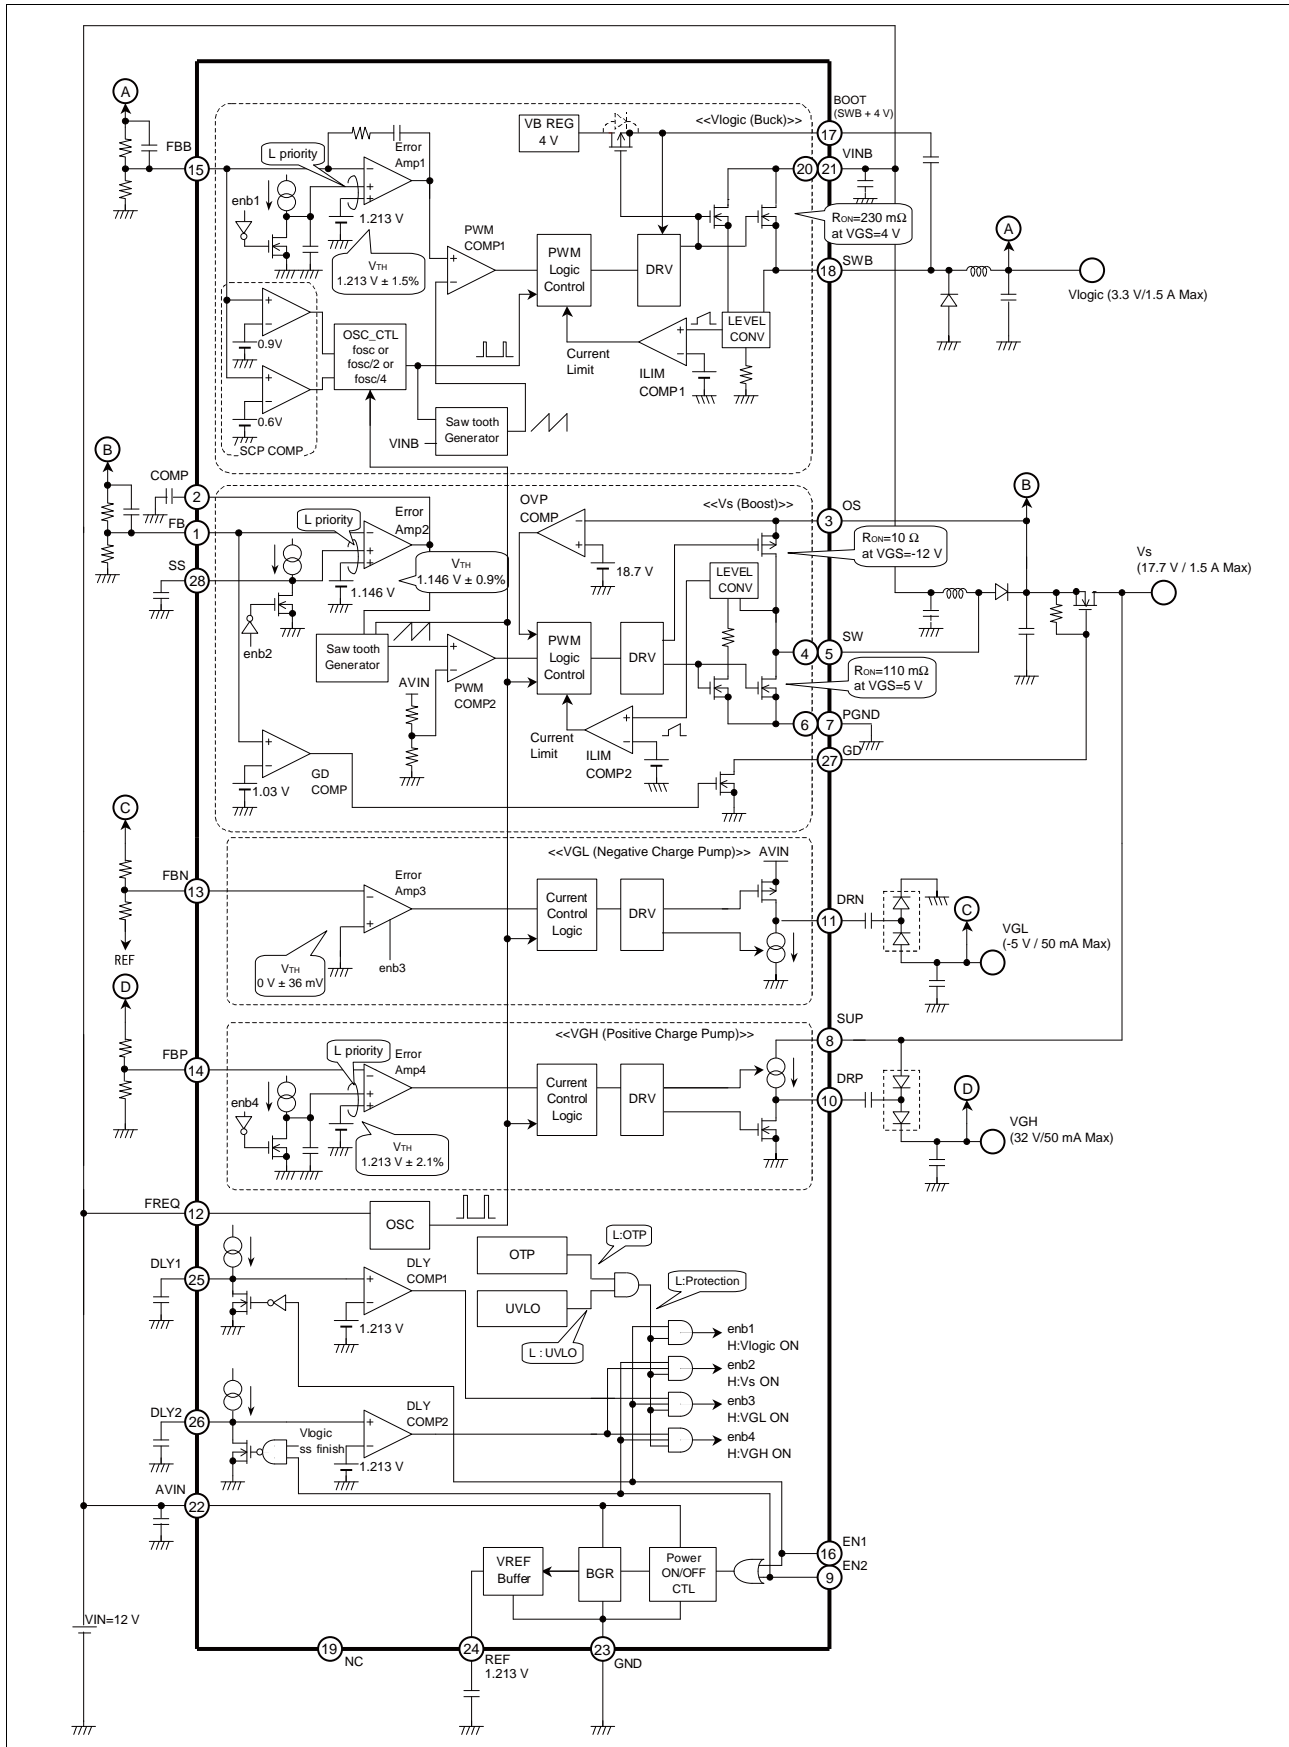 BOOT
(SWB + 4 V)
17
A
FBB
15
<<Vlogic (Buck)>>
VB REG
4 V
Error
Amp1
L priority
enb1
1.213 V
VTH
1.213 V ± 1.5%
PWM
COMP1
PWM
Logic
Control
DRV
20
21
VINB
RON=230 mΩ
at VGS=4 V
18
SWB
A
Vlogic (3.3 V/1.5 A Max)
0.9V
0.6V
SCP COMP
OSC_CTL
fosc or
fosc/2 or
fosc/4
Current
Limit
ILIM
COMP1
LEVEL
CONV
VINB
Saw tooth
Generator
B
COMP
2
FB
1
SS
28
<<Vs (Boost)>>
OVP
COMP
18.7 V
Error
Amp2
L priority
1.146 V
VTH
1.146 V ± 0.9%
enb2
Saw tooth
Generator
AVIN
PWM
COMP2
PWM
Logic
Control
DRV
LEVEL
CONV
Current
Limit
ILIM
COMP2
3
OS
RON=10 Ω
at VGS=-12 V
B
Vs
(17.7 V / 1.5 A Max)
4
5
SW
RON=110 mΩ
at VGS=5 V
6
7
PGND
27
GD
1.03 V
GD
COMP
C
FBN
13
REF
<<VGL (Negative Charge Pump)>>
AVIN
Error
Amp3
VTH
0 V ± 36 mV
enb3
Current
Control
Logic
DRV
DRN
11
C
VGL
(-5 V / 50 mA Max)
D
FBP
14
<<VGH (Positive Charge Pump)>>
L priority
Error
Amp4
enb4
VTH
1.213 V ± 2.1%
Current
Control
Logic
DRV
SUP
8
DRP
10
D
VGH
(32 V/50 mA Max)
FREQ
12
OSC
DLY1
25
DLY
COMP1
1.213 V
OTP
UVLO
L:OTP
L : UVLO
L:Protection
enb1
H:Vlogic ON
enb2
H:Vs ON
enb3
H:VGL ON
enb4
H:VGH ON
DLY2
26
Vlogic
ss finish
DLY
COMP2
1.213 V
AVIN
22
VREF
Buffer
BGR
Power
ON/OFF
CTL
EN1
16
EN2
9
VIN=12 V
19
NC
24
REF
1.213 V
23
GND